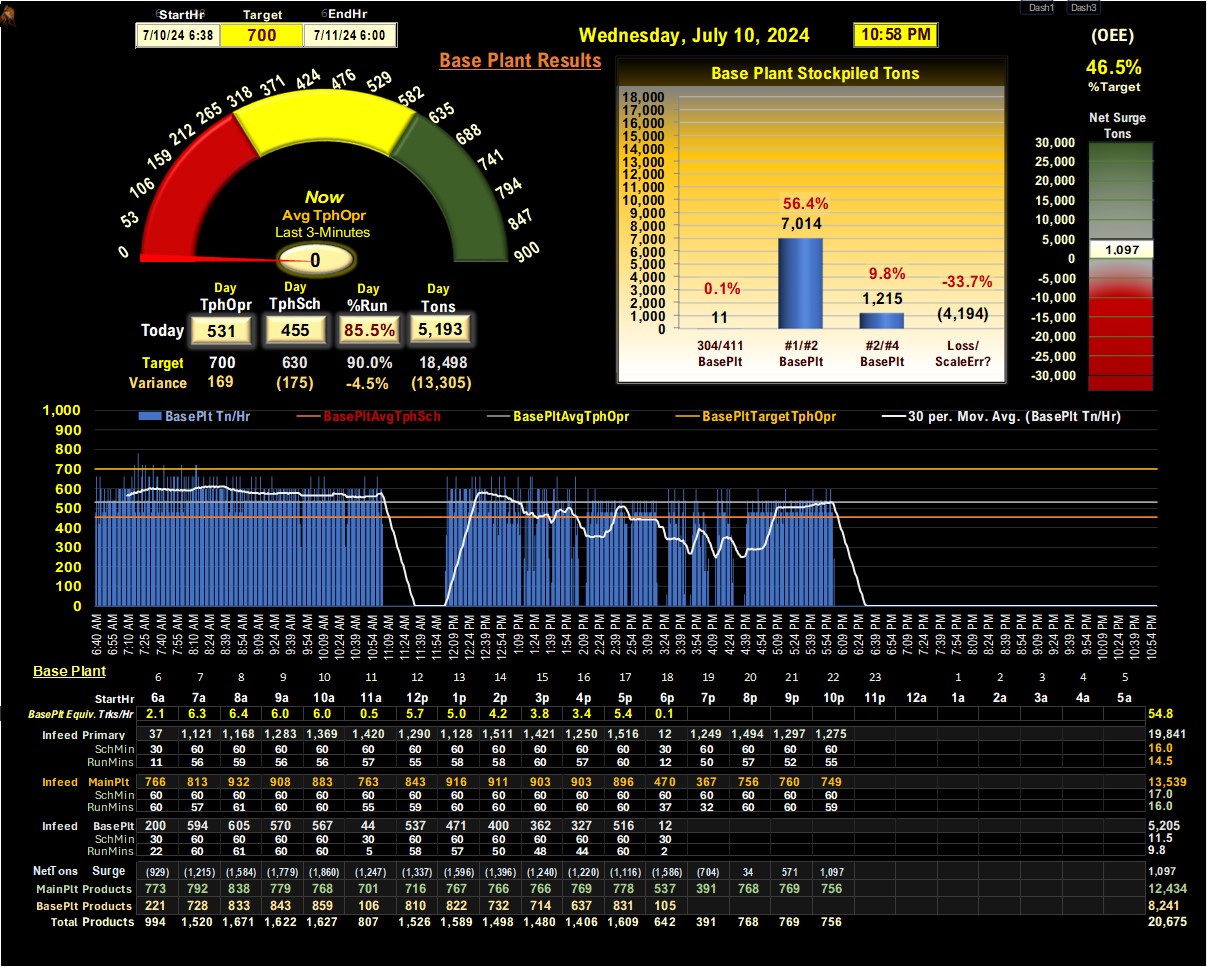 StartHr Target EndHr
7/10/24 6:38 700 7/11/24 6:00
Wednesday, July 10, 2024 10:58 PM
Dash1 Dash3
(OEE)
46.5%
%Target
Base Plant Results
0 53 106 159 212 265 318 371 424 476 529 582 635 688 741 794 847 900
Now
Avg TphOpr
Last 3-Minutes
0
Day Day Day Day
TphOpr TphSch %Run Tons
Today 531 455 85.5% 5,193
Target 700 630 90.0% 18,498
Variance 169 (175) -4.5% (13,305)
Base Plant Stockpiled Tons
18,000
17,000
16,000
15,000
14,000
13,000
12,000
11,000
10,000
9,000
8,000
7,000
6,000
5,000
4,000
3,000
2,000
1,000
0
0.1% 56.4% 9.8% -33.7%
11 7,014 1,215 (4,194)
304/411 #1/#2 #2/#4 Loss/
BasePlt BasePlt BasePlt ScaleErr?
Net Surge
Tons
30,000
25,000
20,000
15,000
10,000
5,000
0
-5,000
-10,000
-15,000
-20,000
-25,000
-30,000
1,097
BasePlt Tn/Hr BasePltAvgTphSch BasePltAvgTphOpr BasePltTargetTphOpr 30 per. Mov. Avg. (BasePlt Tn/Hr)
1,000
900
800
700
600
500
400
300
200
100
0
6:40 AM 6:55 AM 7:10 AM 7:25 AM 7:40 AM 7:55 AM 8:10 AM 8:24 AM 8:39 AM 8:54 AM 9:09 AM 9:24 AM 9:39 AM 9:54 AM 10:09 AM 10:24 AM 10:39 AM 10:54 AM 11:09 AM 11:24 AM 11:39 AM 11:54 AM 12:09 PM 12:24 PM 12:39 PM 12:54 PM 1:09 PM 1:24 PM 1:39 PM 1:54 PM 2:09 PM 2:24 PM 2:39 PM 2:54 PM 3:09 PM 3:24 PM 3:39 PM 3:54 PM 4:09 PM 4:24 PM 4:39 PM 4:54 PM 5:09 PM 5:24 PM 5:39 PM 5:54 PM 6:09 PM 6:24 PM 6:39 PM 6:54 PM 7:09 PM 7:24 PM 7:39 PM 7:54 PM 8:09 PM 8:24 PM 8:39 PM 8:54 PM 9:09 PM 9:24 PM 9:39 PM 9:54 PM 10:09 PM 10:24 PM 10:39 PM 10:54 PM
Base Plant 6 7 8 9 10 11 12 13 14 15 16 17 18 19 20 21 22 23 1 2 3 4 5
StartHr 6a 7a 8a 9a 10a 11a 12p 1p 2p 3p 4p 5p 6p 7p 8p 9p 10p 11p 12a 1a 2a 3a 4a 5a
BasePlt Equiv. Trks/Hr 2.1 6.3 6.4 6.0 6.0 0.5 5.7 5.0 4.2 3.8 3.4 5.4 0.1 54.8
Infeed Primary 37 1,121 1,168 1,283 1,369 1,420 1,290 1,128 1,511 1,421 1,250 1,516 12 1,249 1,494 1,297 1,275 19,841
SchMin 30 60 60 60 60 60 60 60 60 60 60 60 30 60 60 60 60 16.0
RunMins 11 56 59 56 56 57 55 58 58 60 57 60 12 50 57 52 55 14.5
Infeed MainPlt 766 813 932 908 883 763 843 916 911 903 903 896 470 367 756 760 749 13,539
SchMin 60 60 60 60 60 60 60 60 60 60 60 60 60 60 60 60 60 17.0
RunMins 60 57 61 60 60 55 59 60 60 60 60 60 37 32 60 60 59 16.0
Infeed BasePlt 200 594 605 570 567 44 537 471 400 362 327 516 12 5,205
SchMin 30 60 60 60 60 30 60 60 60 60 60 60 30 11.5
RunMins 22 60 61 60 60 5 58 57 50 48 44 60 2 9.8
NetTons Surge (929) (1,215) (1,584) (1,779) (1,860) (1,247) (1,337) (1,596) (1,396) (1,240) (1,220) (1,116) (1,586) (704) 34 571 1,097 1,097
MainPlt Products 773 792 838 779 768 701 716 767 766 766 769 778 537 391 768 769 756 12,434
BasePlt Products 221 728 833 843 859 106 810 822 732 714 637 831 105 8,241
Total Products 994 1,520 1,671 1,622 1,627 807 1,526 1,589 1,498 1,480 1,406 1,609 642 391 768 769 756 20,675